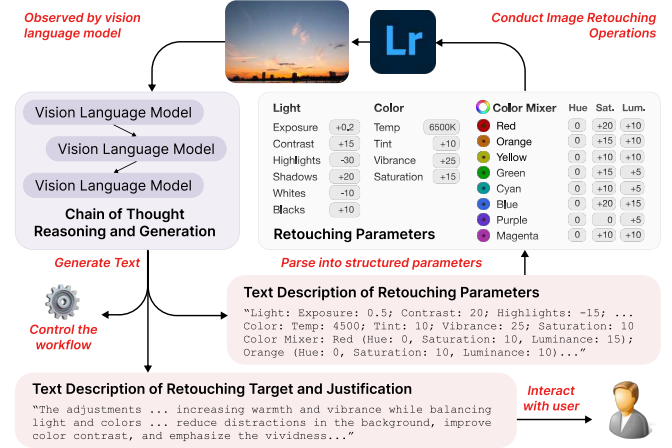 Observed by vision
language model
Conduct Image Retouching
Operations
Lr
Vision Language Model
Vision Language Model
Vision Language Model
Chain of Thought
Reasoning and Generation
Light
Exposure +0.2
Contrast +15
Highlights -30
Shadows +20
Whites -10
Blacks +10
Color
Temp 6500K
Tint +10
Vibrance +25
Saturation +15
Color Mixer Hue Sat. Lum.
Red 0 +20 +10
Orange 0 +15 +10
Yellow 0 +10 +10
Green 0 +15 +5
Cyan 0 +10 +5
Blue 0 +20 +15
Purple 0 0 +5
Magenta 0 +10 +10
Retouching Parameters
Generate Text
Parse into structured parameters
Control the
workflow
Text Description of Retouching Parameters
“Light: Exposure: 0.5; Contrast: 20; Highlights: -15; ...
Color: Temp: 4500; Tint: 10; Vibrance: 25; Saturation: 10
Color Mixer: Red (Hue: 0, Saturation: 10, Luminance: 15);
Orange (Hue: 0, Saturation: 10, Luminance: 10)...”
Text Description of Retouching Target and Justification
“The adjustments ... increasing warmth and vibrance while balancing
light and colors ... reduce distractions in the background, improve
color contrast, and emphasize the vividness...”
Interact
with user